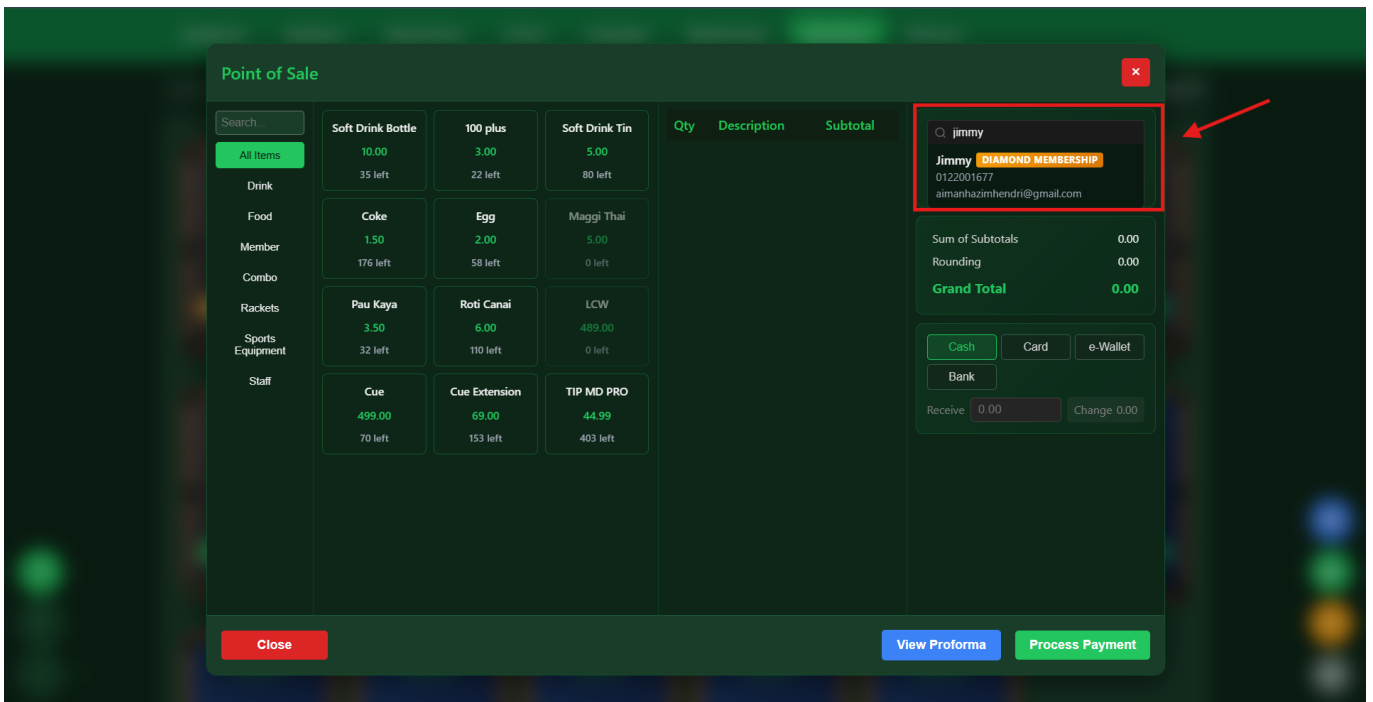 Point of Sale
×
Search...
All Items
Drink
Food
Member
Combo
Rackets
Sports
Equipment
Staff
Soft Drink Bottle
10.00
35 left
100 plus
3.00
22 left
Soft Drink Tin
5.00
80 left
Coke
1.50
176 left
Egg
2.00
58 left
Maggi Thai
5.00
0 left
Pau Kaya
3.50
32 left
Roti Canai
6.00
110 left
LCW
489.00
0 left
Cue
499.00
70 left
Cue Extension
69.00
153 left
TIP MD PRO
44.99
403 left
Qty Description Subtotal
jimmy
Jimmy DIAMOND MEMBERSHIP
0122001677
aimanhazimhendri@gmail.com
Sum of Subtotals 0.00
Rounding 0.00
Grand Total 0.00
Cash Card e-Wallet
Bank
Receive 0.00 Change 0.00
Close
View Proforma
Process Payment